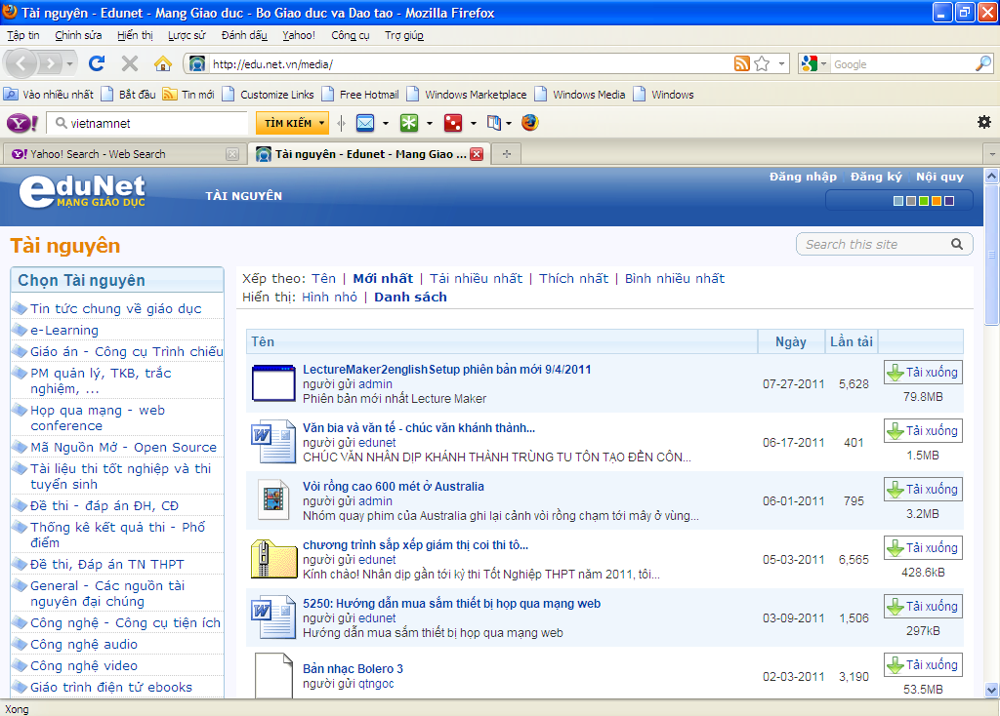 Tài nguyên - Edunet - Mang Giao duc - Bo Giao duc va Dao tao - Mozilla Firefox
Tập tin Chỉnh sửa Hiển thị Lược sử Đánh dấu Yahoo! Công cụ Trợ giúp
http://edu.net.vn/media/ Google
Vào nhiều nhất Bắt đầu Tin mới Customize Links Free Hotmail Windows Marketplace Windows Media Windows
Y! vietnamnet TÌM KIẾM
Y! Yahoo! Search - Web Search Tài nguyên - Edunet - Mang Giao ...
eduNet
MẠNG GIÁO DỤC
TÀI NGUYÊN
Đăng nhập Đăng ký Nội quy
Tài nguyên
Search this site
Chọn Tài nguyên
Tin tức chung về giáo dục
e-Learning
Giáo án - Công cụ Trình chiếu
PM quản lý, TKB, trắc
nghiệm, ...
Họp qua mạng - web
conference
Mã Nguồn Mở - Open Source
Tài liệu thi tốt nghiệp và thi
tuyển sinh
Đề thi - đáp án ĐH, CĐ
Thống kê kết quả thi - Phổ
điểm
Đề thi, Đáp án TN THPT
General - Các nguồn tài
nguyên đại chúng
Công nghệ - Công cụ tiện ích
Công nghệ audio
Công nghệ video
Giáo trình điện tử ebooks
Xếp theo: Tên | Mới nhất | Tải nhiều nhất | Thích nhất | Bình nhiều nhất
Hiển thị: Hình nhỏ | Danh sách
Tên Ngày Lần tải
LectureMaker2englishSetup phiên bản mới 9/4/2011
người gửi admin
Phiên bản mới nhất Lecture Maker
07-27-2011 5,628 Tải xuống
79.8MB
Văn bia và văn tế - chúc văn khánh thành...
người gửi edunet
CHÚC VĂN NHÂN DỊP KHÁNH THÀNH TRÙNG TU TÔN TẠO ĐỀN CÔN...
06-17-2011 401 Tải xuống
1.5MB
Vòi rồng cao 600 mét ở Australia
người gửi admin
Nhóm quay phim của Australia ghi lại cảnh vòi rồng chạm tới mây ở vùng...
06-01-2011 795 Tải xuống
3.2MB
chương trình sắp xếp giám thị coi thi tô...
người gửi edunet
Kính chào! Nhân dịp gần tới kỳ thi Tốt Nghiệp THPT năm 2011, tôi...
05-03-2011 6,565 Tải xuống
428.6kB
5250: Hướng dẫn mua sắm thiết bị họp qua mạng web
người gửi edunet
Hướng dẫn mua sắm thiết bị họp qua mạng web
03-09-2011 1,506 Tải xuống
297kB
Bản nhạc Bolero 3
người gửi qtngoc
02-03-2011 3,190 Tải xuống
53.5MB
Xong